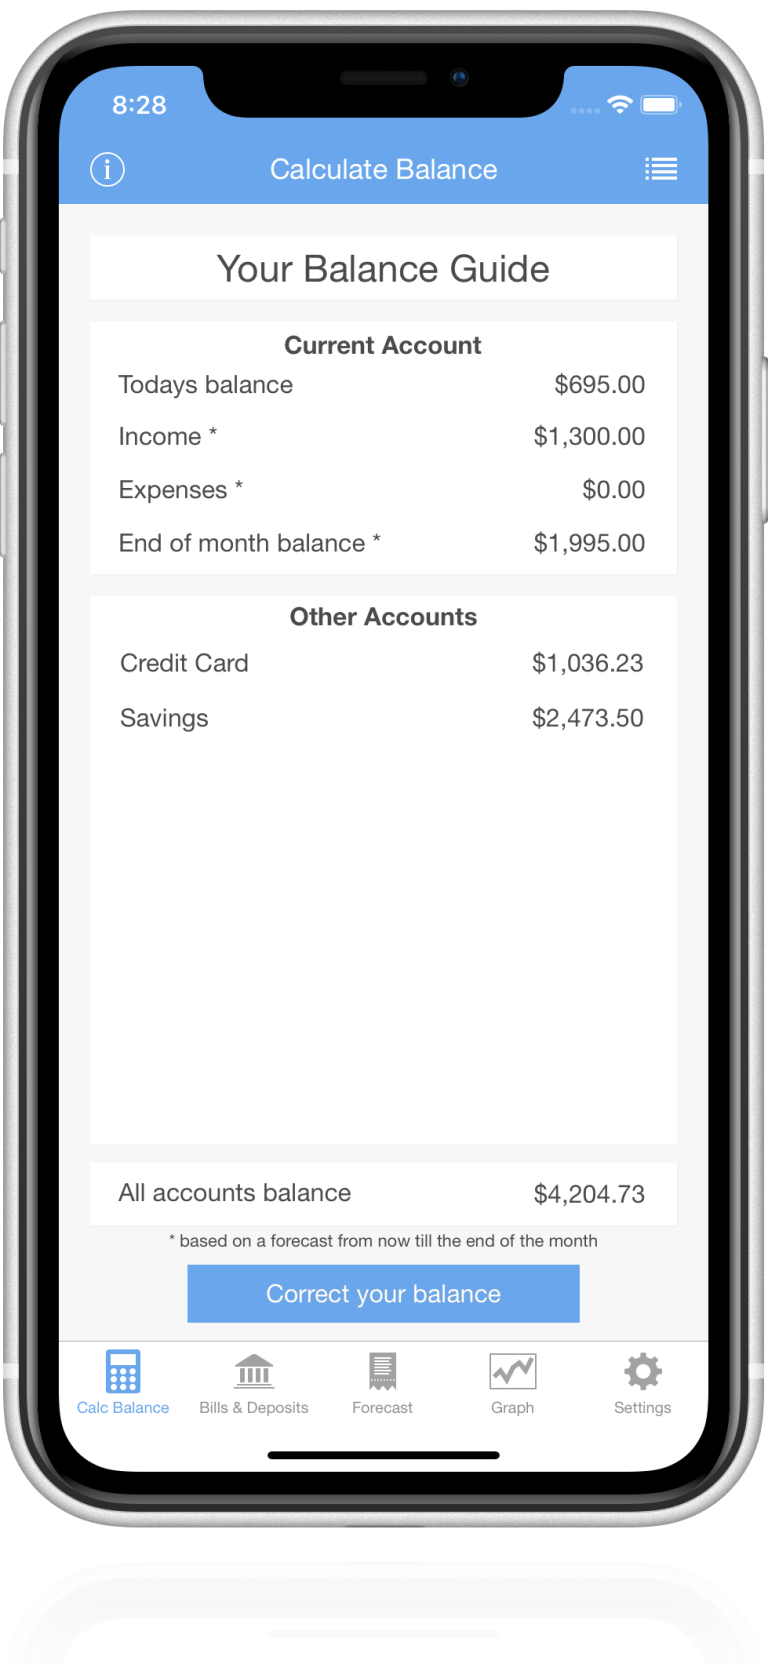 8:28
i
Calculate Balance
Your Balance Guide
Current Account
Todays balance $695.00
Income * $1,300.00
Expenses * $0.00
End of month balance * $1,995.00
Other Accounts
Credit Card $1,036.23
Savings $2,473.50
All accounts balance $4,204.73
* based on a forecast from now till the end of the month
Correct your balance
Calc Balance Bills & Deposits Forecast Graph Settings